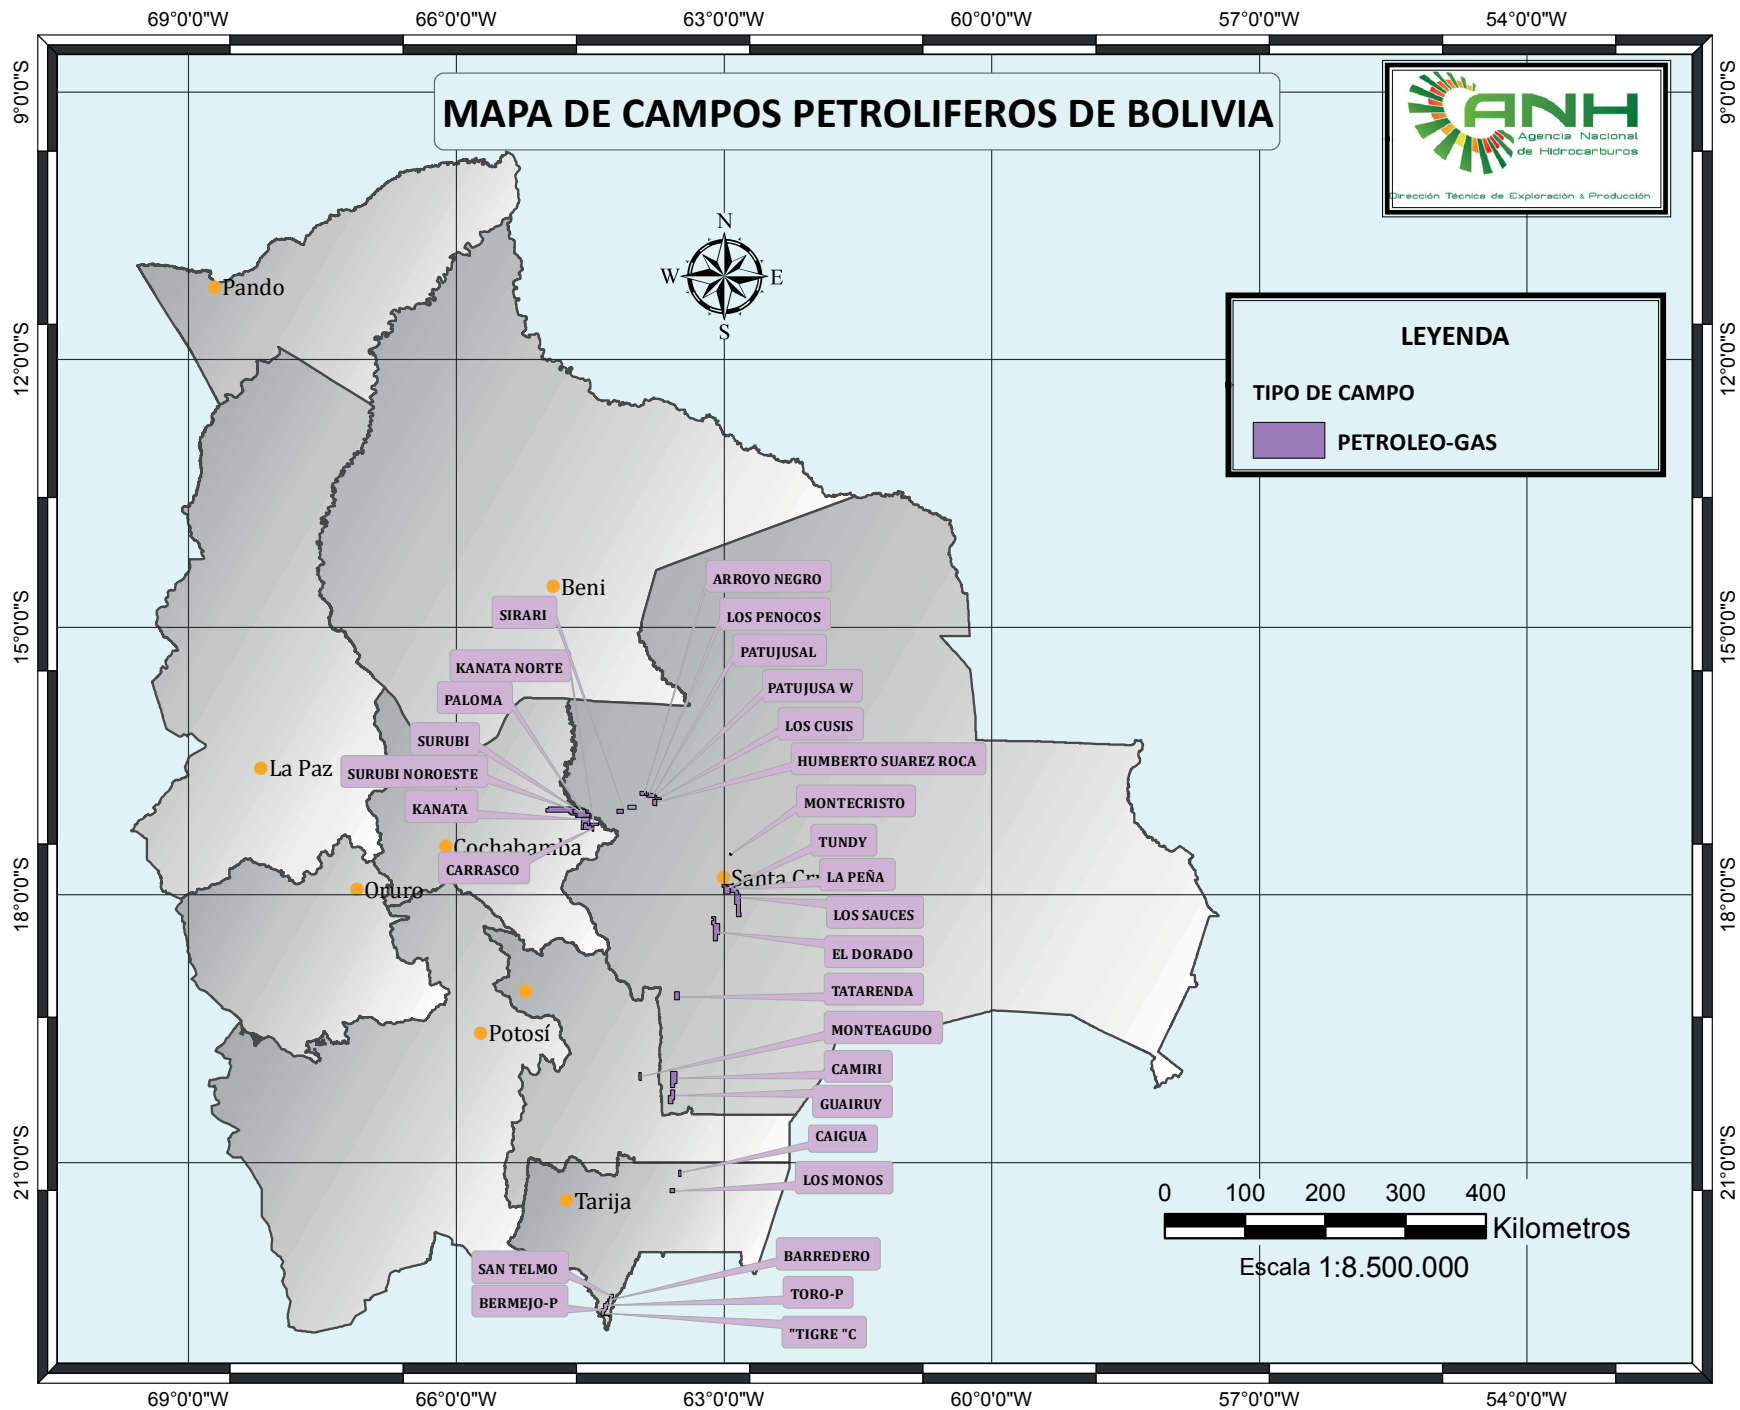 69°0'0"W 66°0'0"W 63°0'0"W 60°0'0"W 57°0'0"W 54°0'0"W
9°0'0"S
9°0'0"S
MAPA DE CAMPOS PETROLIFEROS DE BOLIVIA
ANH
Agencia Nacional
de Hidrocarburos
Dirección Técnica de Exploración & Producción
N
W E
S
Pando
LEYENDA
TIPO DE CAMPO
PETROLEO-GAS
12°0'0"S
12°0'0"S
Beni
ARROYO NEGRO
SIRARI
LOS PENOCOS
15°0'0"S
15°0'0"S
PATUJUSAL
KANATA NORTE
PATUJUSA W
PALOMA
LOS CUSIS
SURUBI
HUMBERTO SUAREZ ROCA
La Paz
SURUBI NOROESTE
MONTECRISTO
KANATA
TUNDY
Cochabamba
CARRASCO
Santa Cru
LA PEÑA
Oruro
18°0'0"S
18°0'0"S
LOS SAUCES
EL DORADO
TATARENDA
Potosí
MONTEAGUDO
CAMIRI
GUAIRUY
CAIGUA
21°0'0"S
21°0'0"S
LOS MONOS
Tarija
0 100 200 300 400
Kilometros
Escala 1:8.500.000
BARREDERO
SAN TELMO
TORO-P
BERMEJO-P
"TIGRE "C
69°0'0"W 66°0'0"W 63°0'0"W 60°0'0"W 57°0'0"W 54°0'0"W